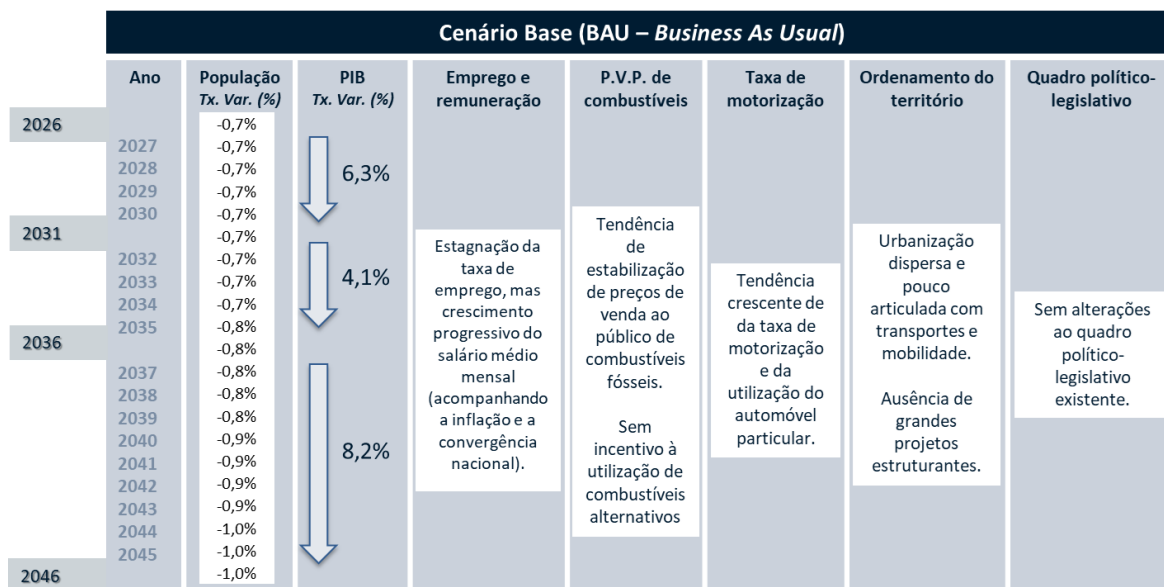 Cenário Base (BAU – Business As Usual)
Ano
População
Tx. Var. (%)
PIB
Tx. Var. (%)
Emprego e
remuneração
P.V.P. de
combustíveis
Taxa de
motorização
Ordenamento do
território
Quadro político-
legislativo
2026
2027
2028
2029
2030
2031
2032
2033
2034
2035
2036
2037
2038
2039
2040
2041
2042
2043
2044
2045
2046
-0,7%
-0,7%
-0,7%
-0,7%
-0,7%
-0,7%
-0,7%
-0,7%
-0,7%
-0,8%
-0,8%
-0,8%
-0,8%
-0,8%
-0,9%
-0,9%
-0,9%
-0,9%
-1,0%
-1,0%
-1,0%
6,3%
4,1%
8,2%
Estagnação da
taxa de
emprego, mas
crescimento
progressivo do
salário médio
mensal
(acompanhando
a inflação e a
convergência
nacional).
Tendência
de
estabilização
de preços de
venda ao
público de
combustíveis
fósseis.
Sem
incentivo à
utilização de
combustíveis
alternativos
Tendência
crescente de
da taxa de
motorização
e da
utilização do
automóvel
particular.
Urbanização
dispersa e
pouco
articulada com
transportes e
mobilidade.
Ausência de
grandes
projetos
estruturantes.
Sem alterações
ao quadro
político-
legislativo
existente.